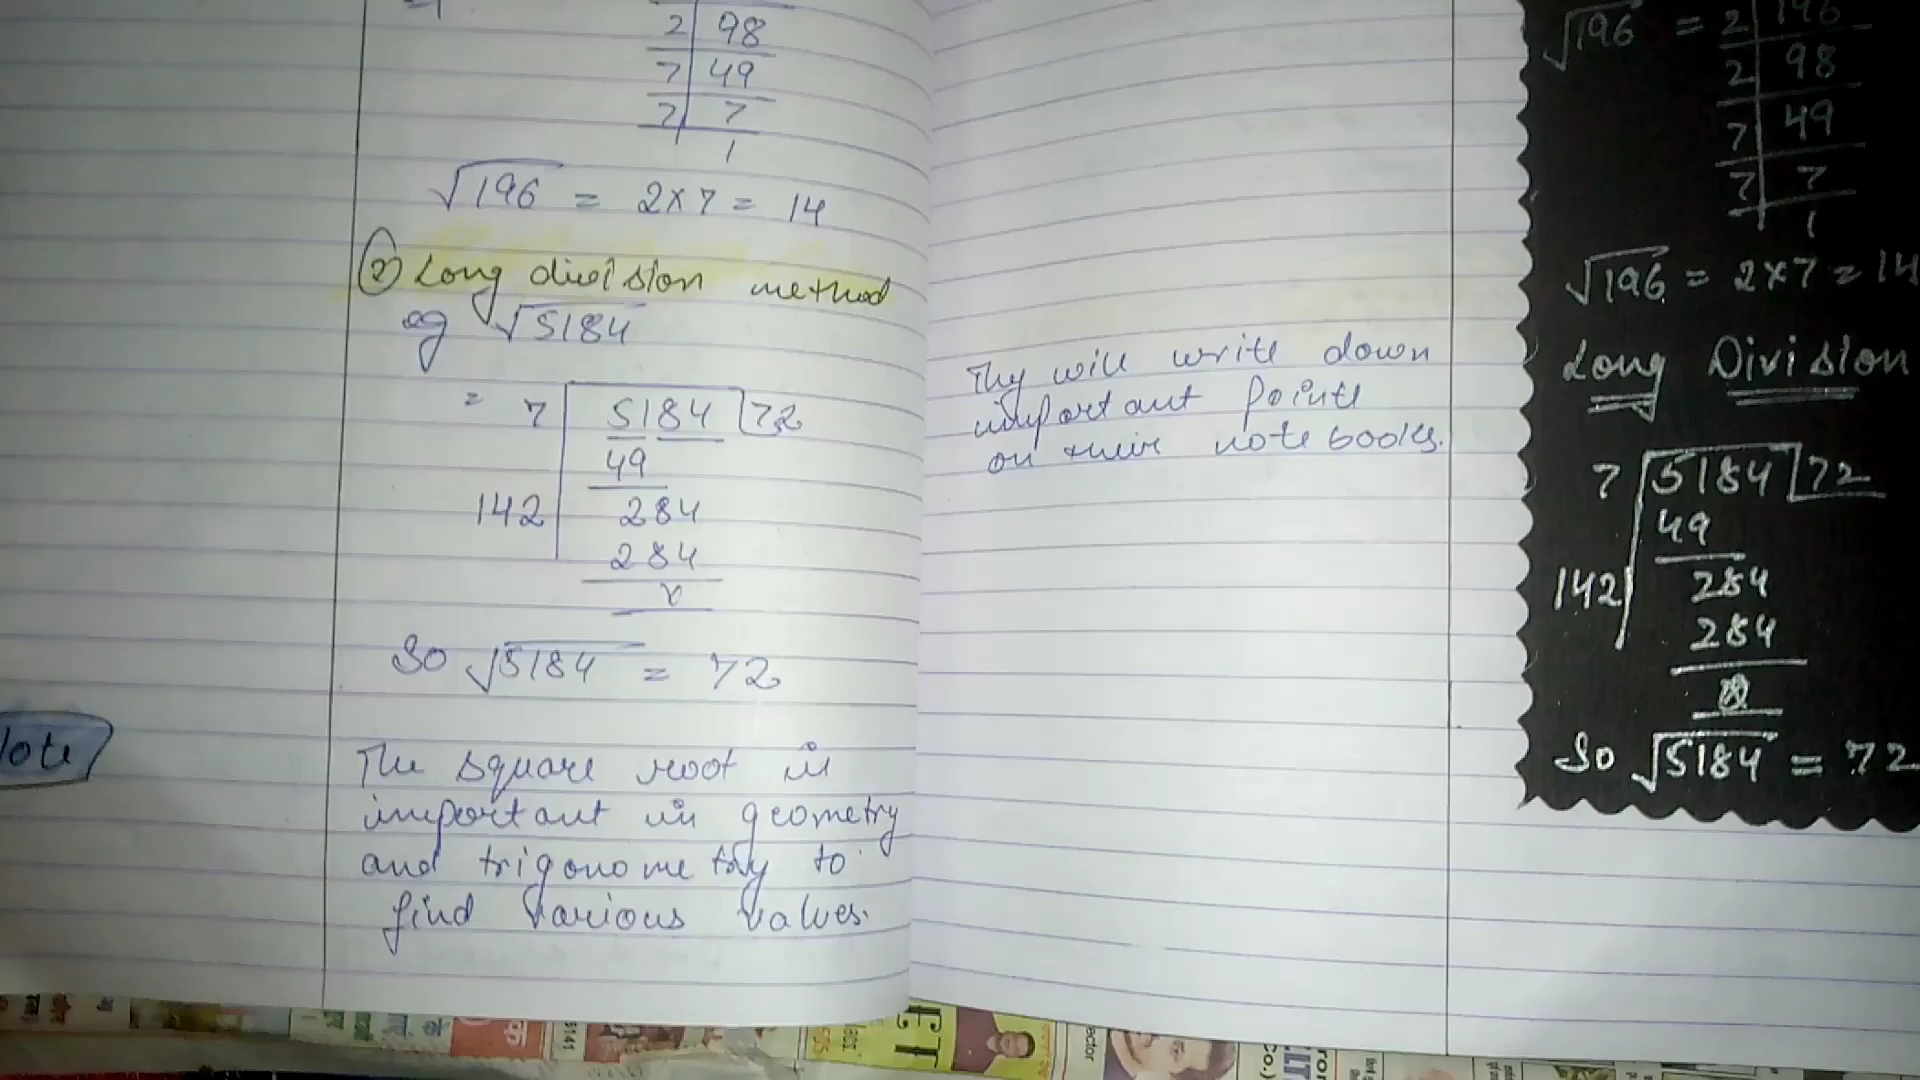 2 98
7 49
7 7
1
√196 = 2×7 = 14
(2) Long division method
eg √5184
= 7 5184 72
49
142 284
284
x
So √5184 = 72
Note
The square root is
important in geometry
and trigonometry to
find various values.
They will write down
important points
on their note books.
√196 = 2 196
2 98
7 49
7 7
1
√196 = 2×7 = 14
Long Division
7 5184 72
49
142 284
284
So √5184 = 72
ET